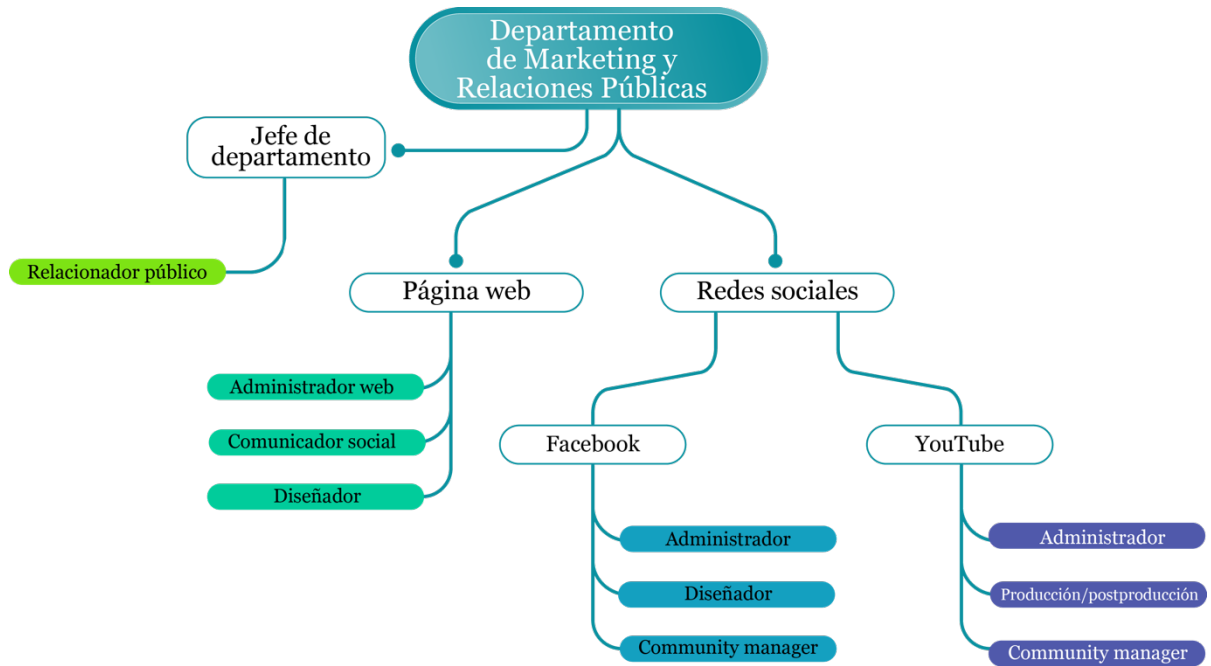 Departamento
de Marketing y
Relaciones Públicas
Jefe de
departamento
Relacionador público
Página web
Redes sociales
Administrador web
Comunicador social
Diseñador
Facebook
YouTube
Administrador
Diseñador
Community manager
Administrador
Producción/postproducción
Community manager